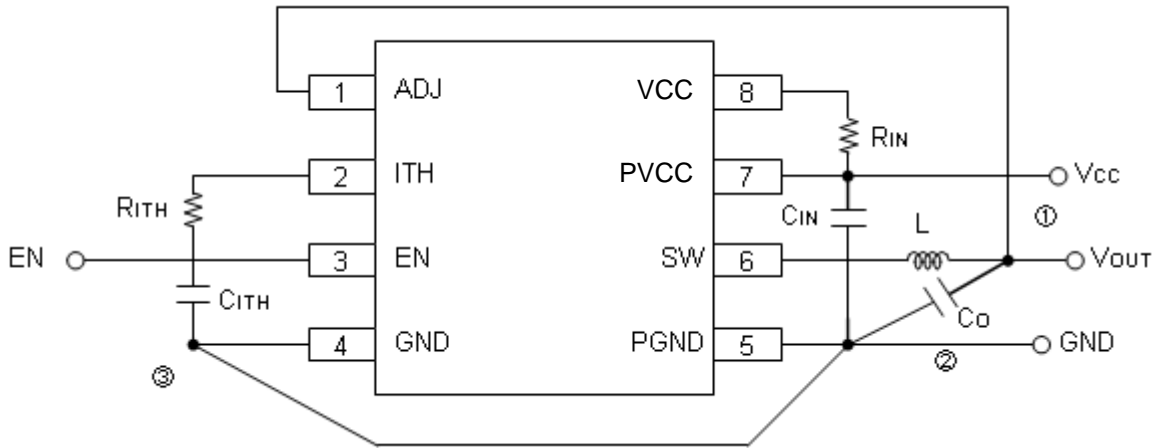 1 ADJ VCC 8
RIN
2 ITH PVCC 7 Vcc
RITH CIN L ①
EN 3 EN SW 6 VOUT
CITH CO
4 GND PGND 5 GND
③ ②